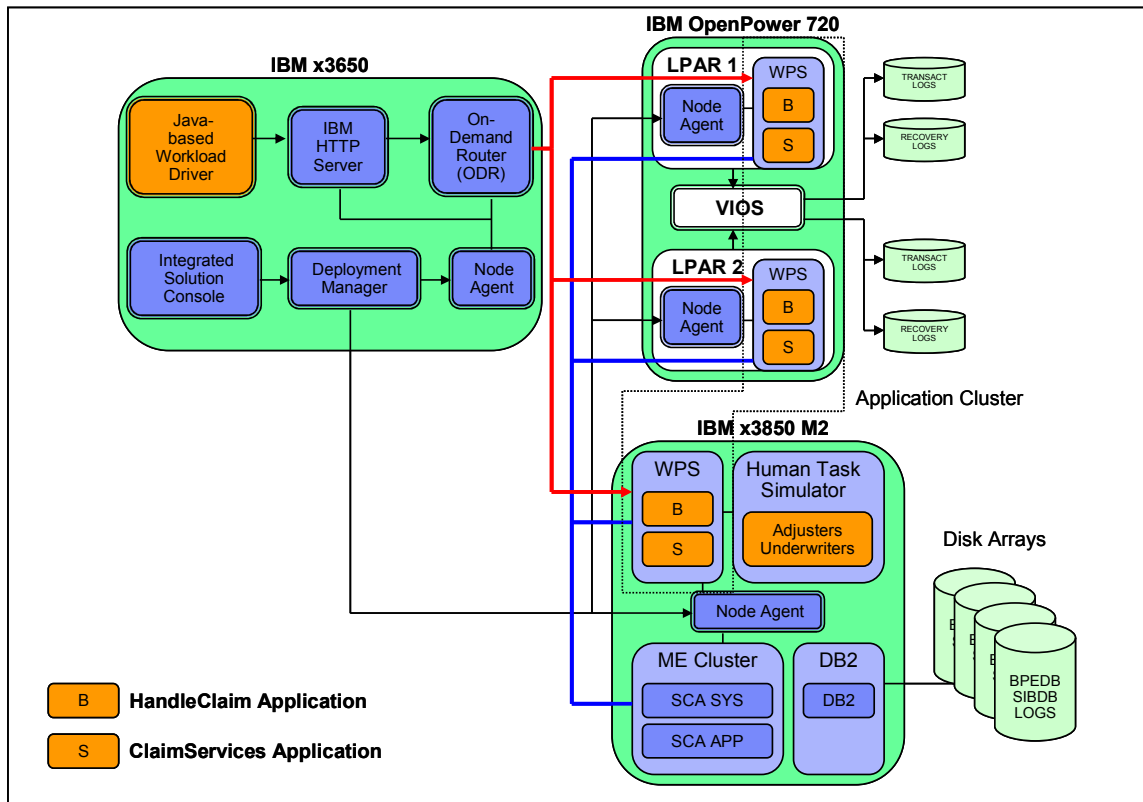 IBM OpenPower 720
IBM x3650
LPAR 1
WPS
Node
Agent
B
S
TRANSACT
LOGS
RECOVERY
LOGS
Java-
based
Workload
Driver
IBM
HTTP
Server
On-
Demand
Router
(ODR)
VIOS
Integrated
Solution
Console
Deployment
Manager
Node
Agent
LPAR 2
WPS
Node
Agent
B
S
TRANSACT
LOGS
RECOVERY
LOGS
Application Cluster
IBM x3850 M2
WPS
B
S
Human Task
Simulator
Adjusters
Underwriters
Disk Arrays
Node Agent
ME Cluster
SCA SYS
SCA APP
DB2
DB2
BPEDB
SIBDB
LOGS
B
HandleClaim Application
S
ClaimServices Application